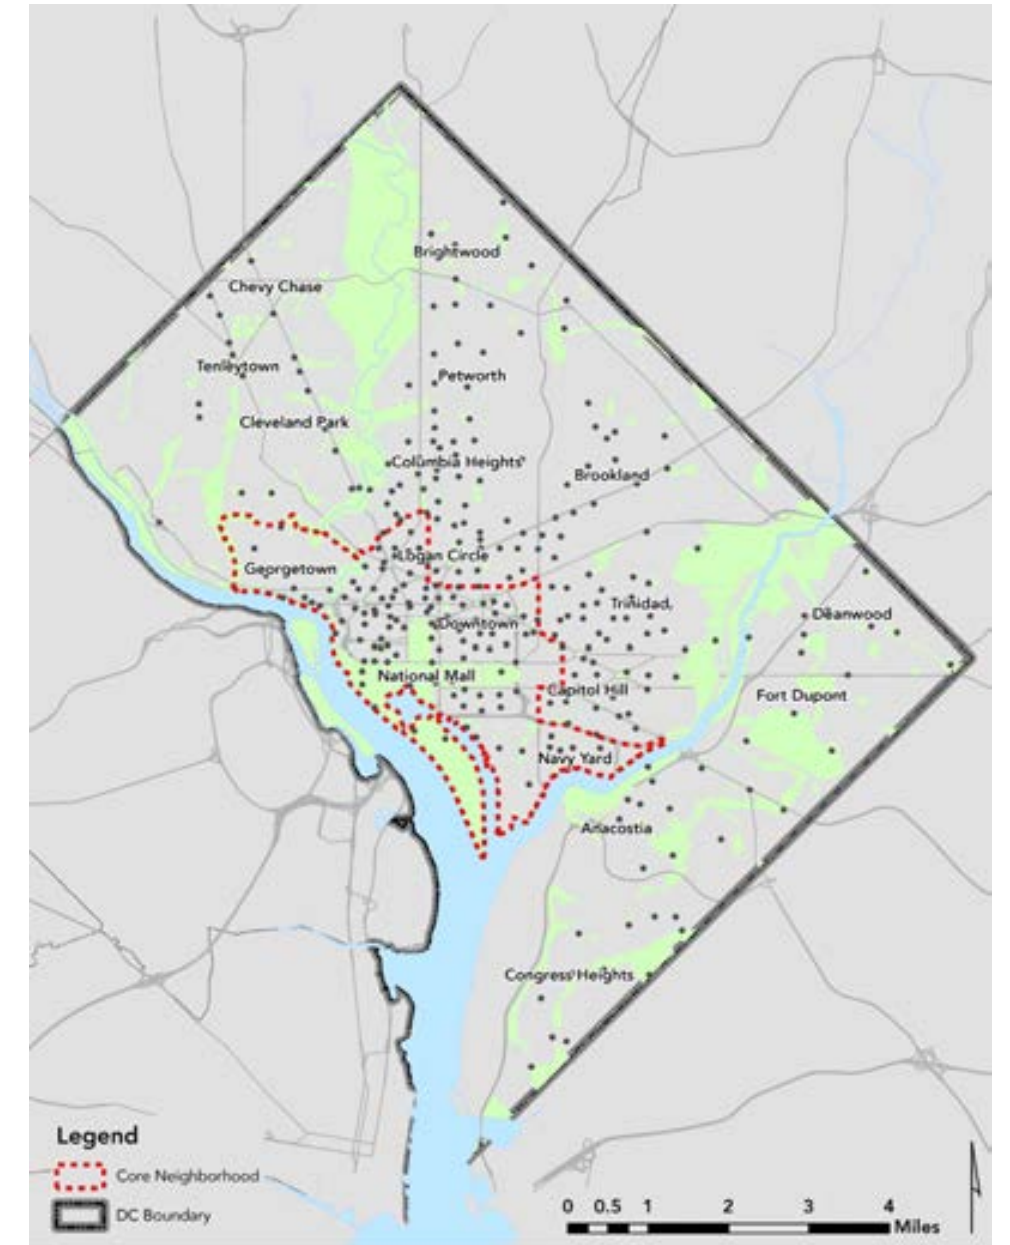 Brightwood
Chevy Chase
Tenleytown
Petworth
Cleveland Park
Columbia Heights
Brookland
Logan Circle
Georgetown
Trinidad
Deanwood
Downtown
National Mall
Capitol Hill
Fort Dupont
Navy Yard
Anacostia
Congress Heights
Legend
Core Neighborhood
DC Boundary
0 0.5 1 2 3 4
Miles